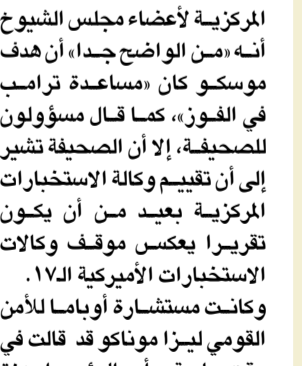 المركزية لأعضاء مجلس الشيوخ
أنه «من الواضح جدا» أن هدف
موسكو كان «مساعدة ترامب
في الفوز»، كما قال مسؤولون
للصحيفة، إلا أن الصحيفة تشير
إلى أن تقييم وكالة الاستخبارات
المركزية بعيد من أن يكون
تقريرا يعكس موقف وكالات
الاستخبارات الأميركية الـ١٧.
وكانت مستشارة أوباما للأمن
القومي ليزا موناكو قد قالت في